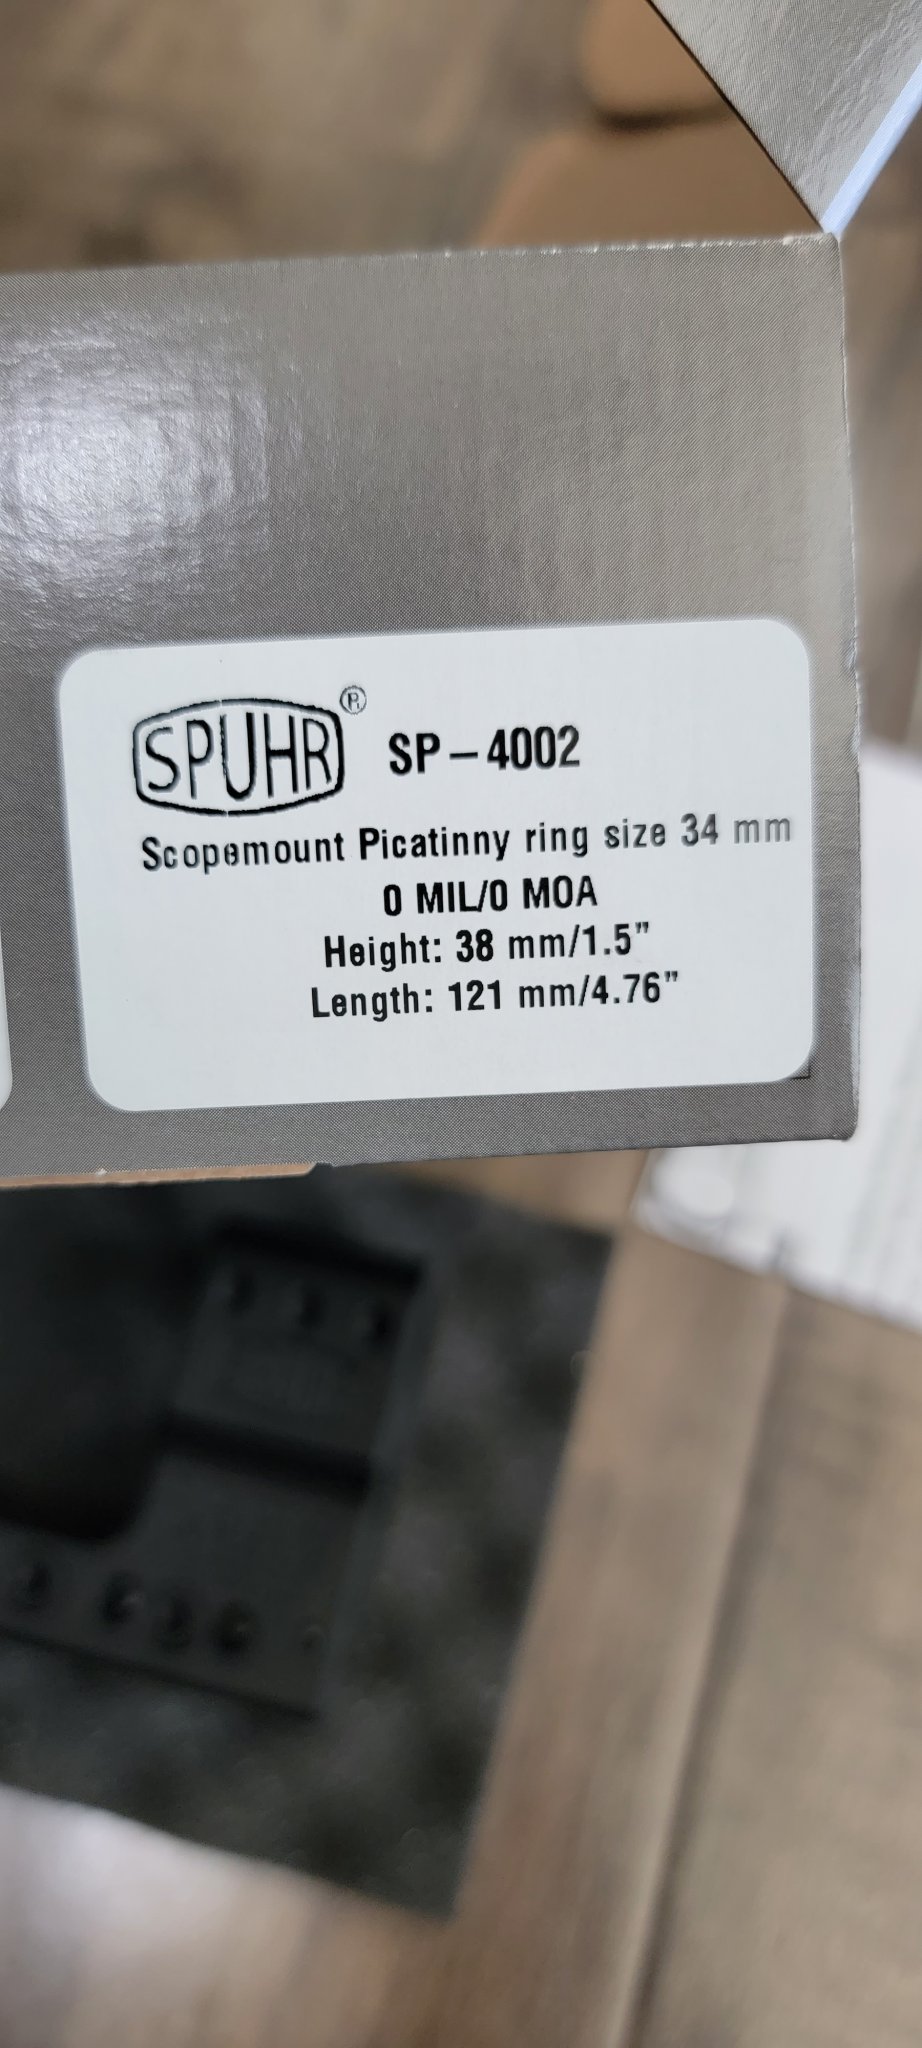 SPUHR® SP-4002
Scopemount Picatinny ring size 34 mm
0 MIL/0 MOA
Height: 38 mm/1.5”
Length: 121 mm/4.76”